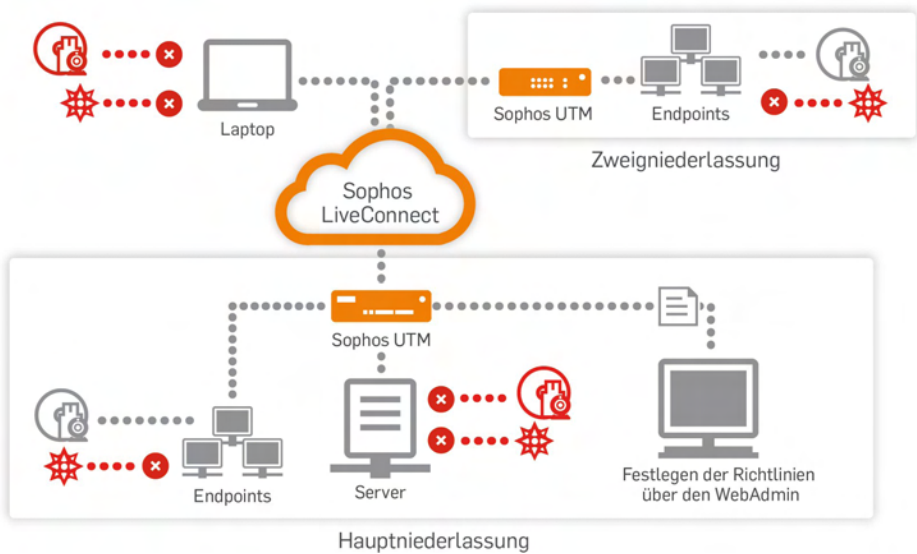 Laptop
Sophos UTM
Endpoints
Zweigniederlassung
Sophos
LiveConnect
Sophos UTM
Endpoints
Server
Festlegen der Richtlinien
über den WebAdmin
Hauptniederlassung